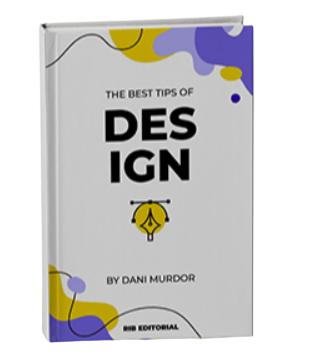 THE BEST TIPS OF
DES
IGN
BY DANI MURDOR
RIB EDITORIAL